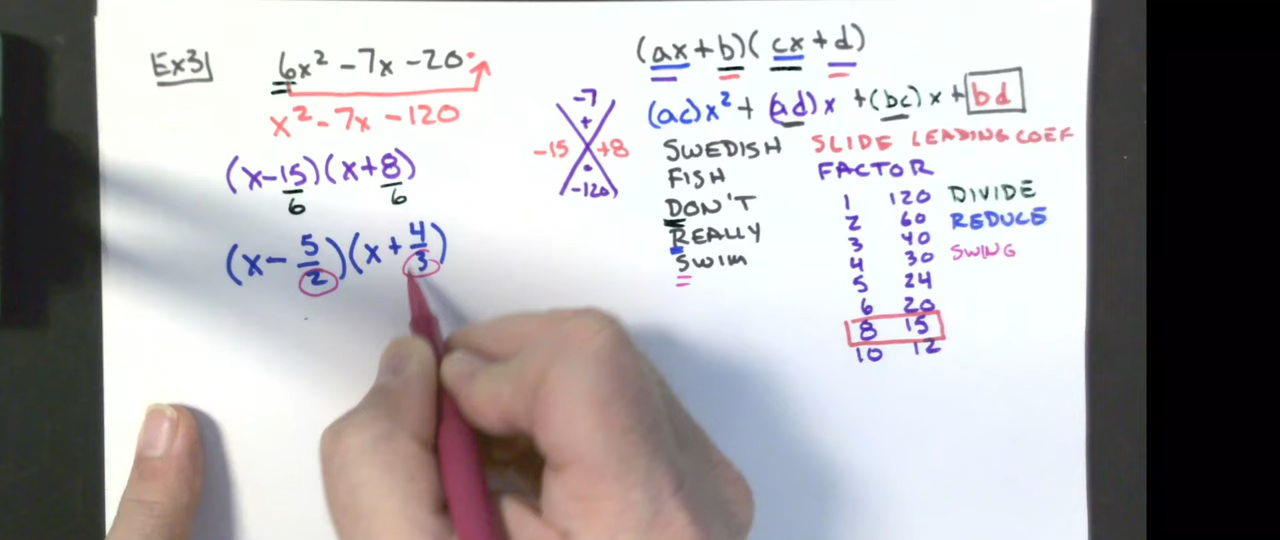 Ex3
6x² - 7x - 20
x² - 7x - 120
(x-15/6)(x+8/6)
(x - 5/2)(x + 4/3)
-7
+
-15 +8
•
-120
(ax + b)(cx + d)
(ac)x² + (ad)x + (bc)x + bd
SWEDISH
FISH
DON'T
REALLY
SWIM
SLIDE LEADING COEF
FACTOR
1 120
2 60
3 40
4 30
5 24
6 20
8 15
10 12
DIVIDE
REDUCE
SWING